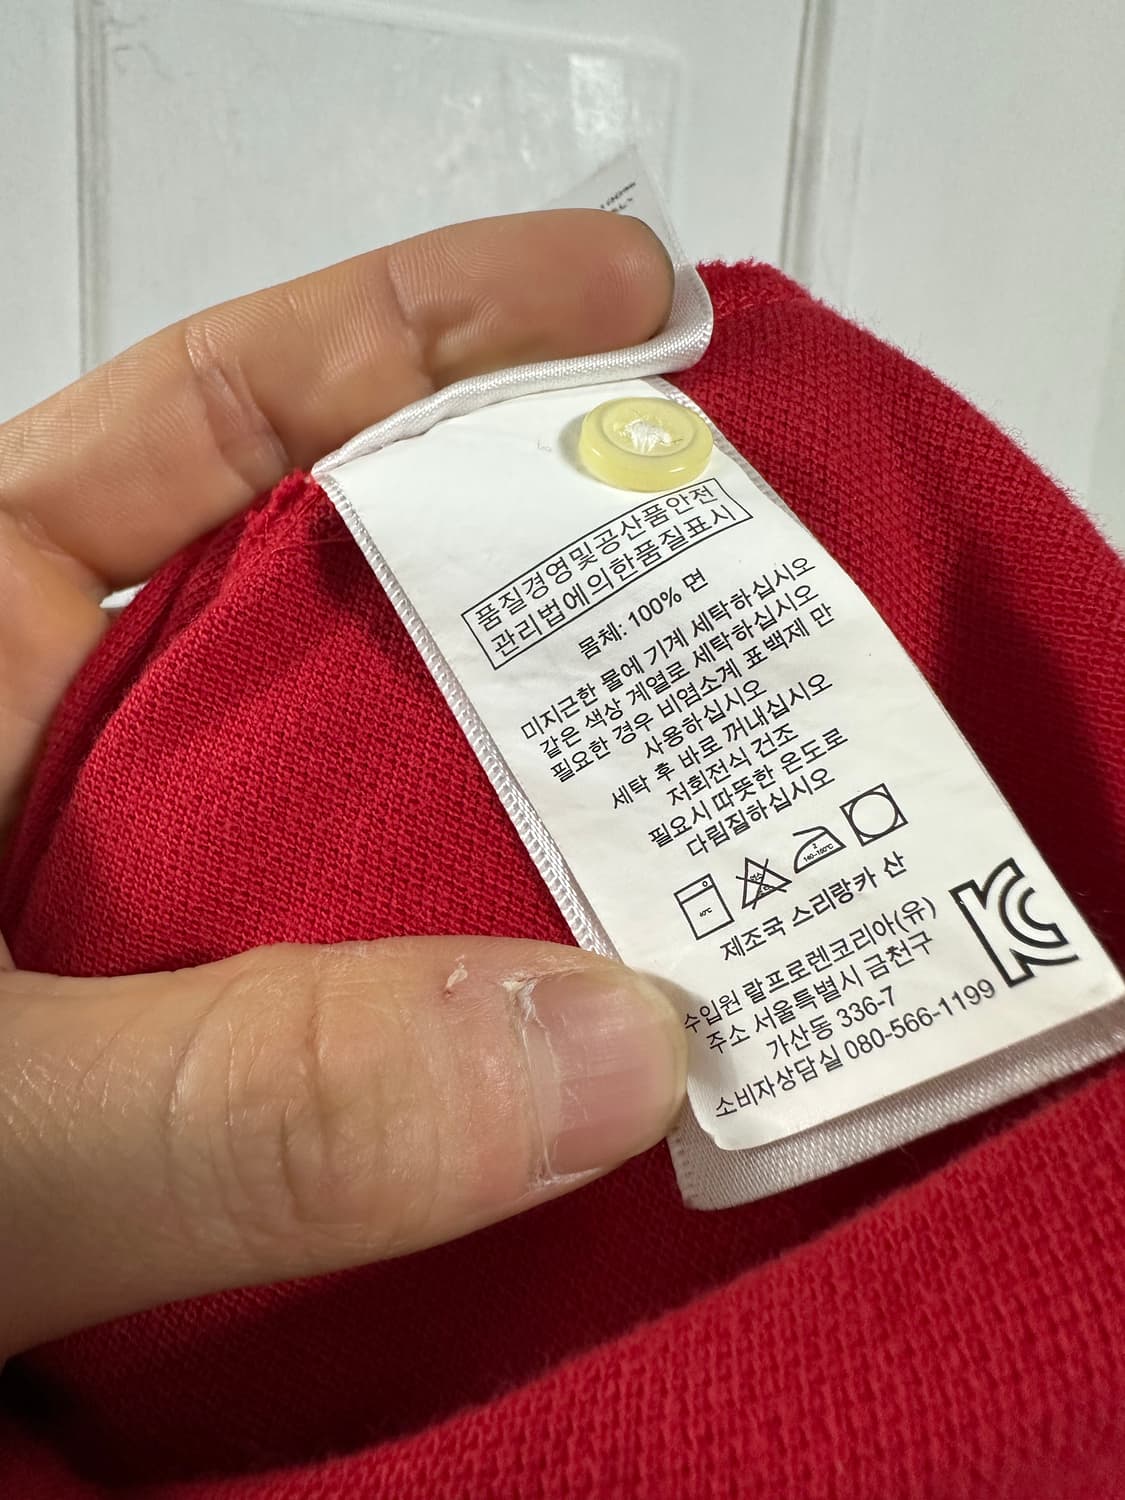 100%
품질경영및공산품안전
관리법에의한품질표시
몸체: 100% 면
미지근한 물에 기계 세탁하십시오
같은 색상 계열로 세탁하십시오
필요한 경우 비염소계 표백제 만
사용하십시오
세탁 후 바로 꺼내십시오
저회전식 건조
필요시 따뜻한 온도로
다림질하십시오
40℃
2
140~160℃
제조국 스리랑카 산
수입원 랄프로렌코리아(유)
주소 서울특별시 금천구
가산동 336-7
소비자상담실 080-566-1199